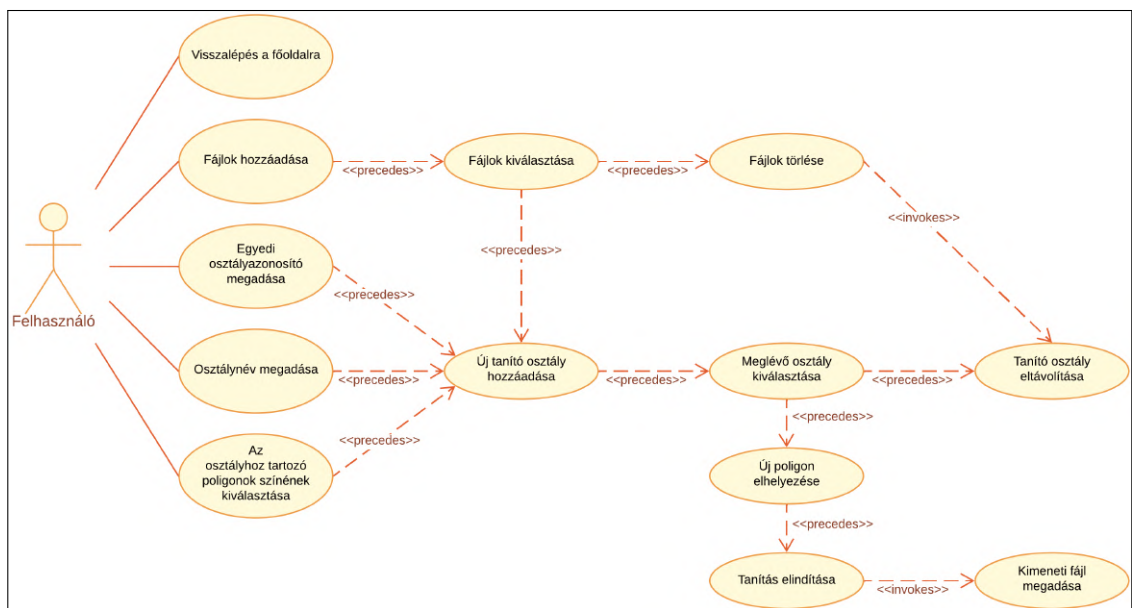 Visszalépés a főoldalra
Fájlok hozzáadása
<<precedes>>
Fájlok kiválasztása
<<precedes>>
Fájlok törlése
<<invokes>>
<<precedes>>
Felhasználó
Egyedi
osztályazonosító
megadása
<<precedes>>
Osztálynév megadása
<<precedes>>
Új tanító osztály
hozzáadása
<<precedes>>
Meglévő osztály
kiválasztása
<<precedes>>
Tanító osztály
eltávolítása
<<precedes>>
<<precedes>>
Az
osztályhoz tartozó
poligonok színének
kiválasztása
Új poligon
elhelyezése
<<precedes>>
Tanítás elindítása
<<invokes>>
Kimeneti fájl
megadása